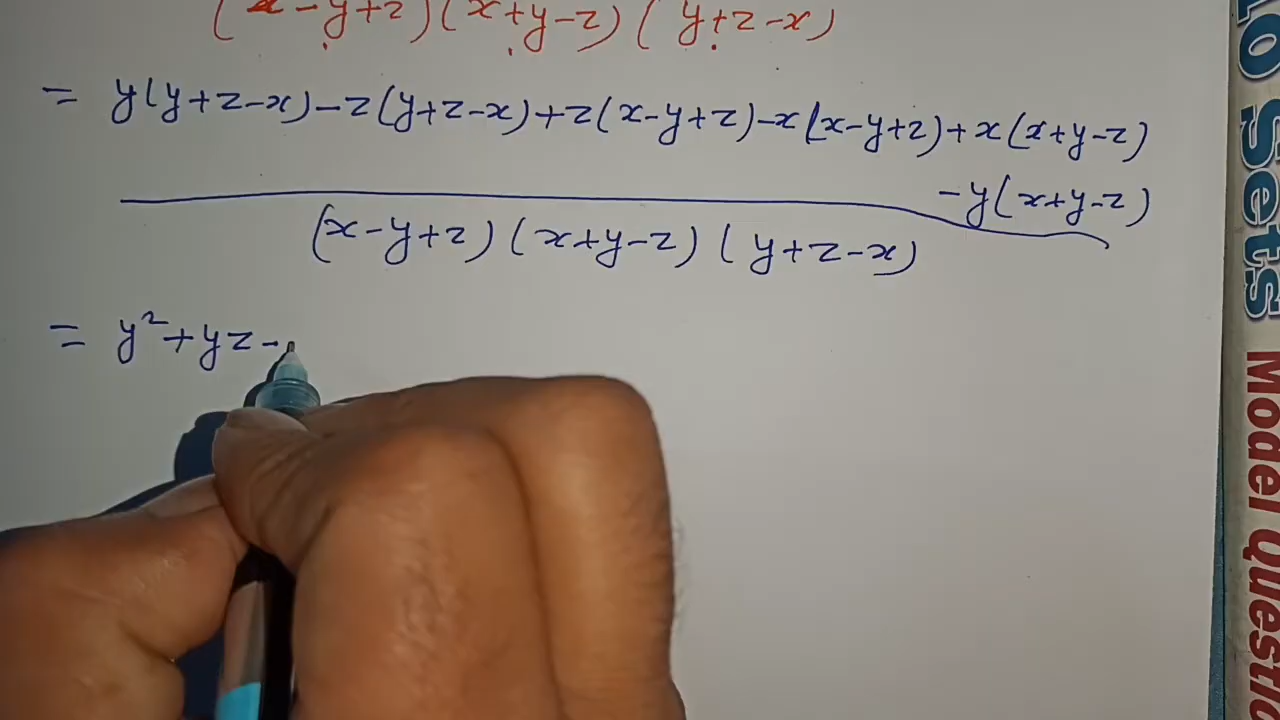 (x-y+z)(x+y-z)(y+z-x)
= y(y+z-x)-z(y+z-x)+z(x-y+z)-x(x-y+z)+x(x+y-z)
-y(x+y-z)
(x-y+z)(x+y-z)(y+z-x)
= y²+yz-
Sets
Model